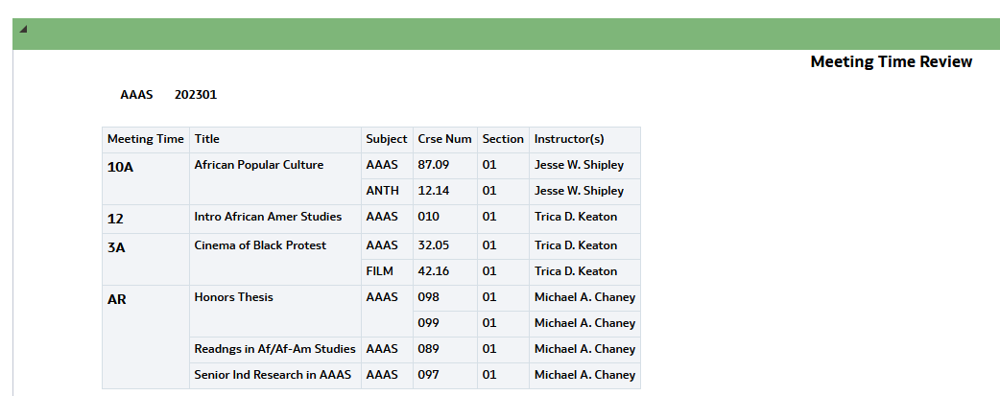 Meeting Time Review
AAAS 202301
Meeting Time Title Subject Crse Num Section Instructor(s)
10A African Popular Culture AAAS 87.09 01 Jesse W. Shipley
ANTH 12.14 01 Jesse W. Shipley
12 Intro African Amer Studies AAAS 010 01 Trica D. Keaton
3A Cinema of Black Protest AAAS 32.05 01 Trica D. Keaton
FILM 42.16 01 Trica D. Keaton
AR Honors Thesis AAAS 098 01 Michael A. Chaney
099 01 Michael A. Chaney
Readngs in Af/Af-Am Studies AAAS 089 01 Michael A. Chaney
Senior Ind Research in AAAS AAAS 097 01 Michael A. Chaney